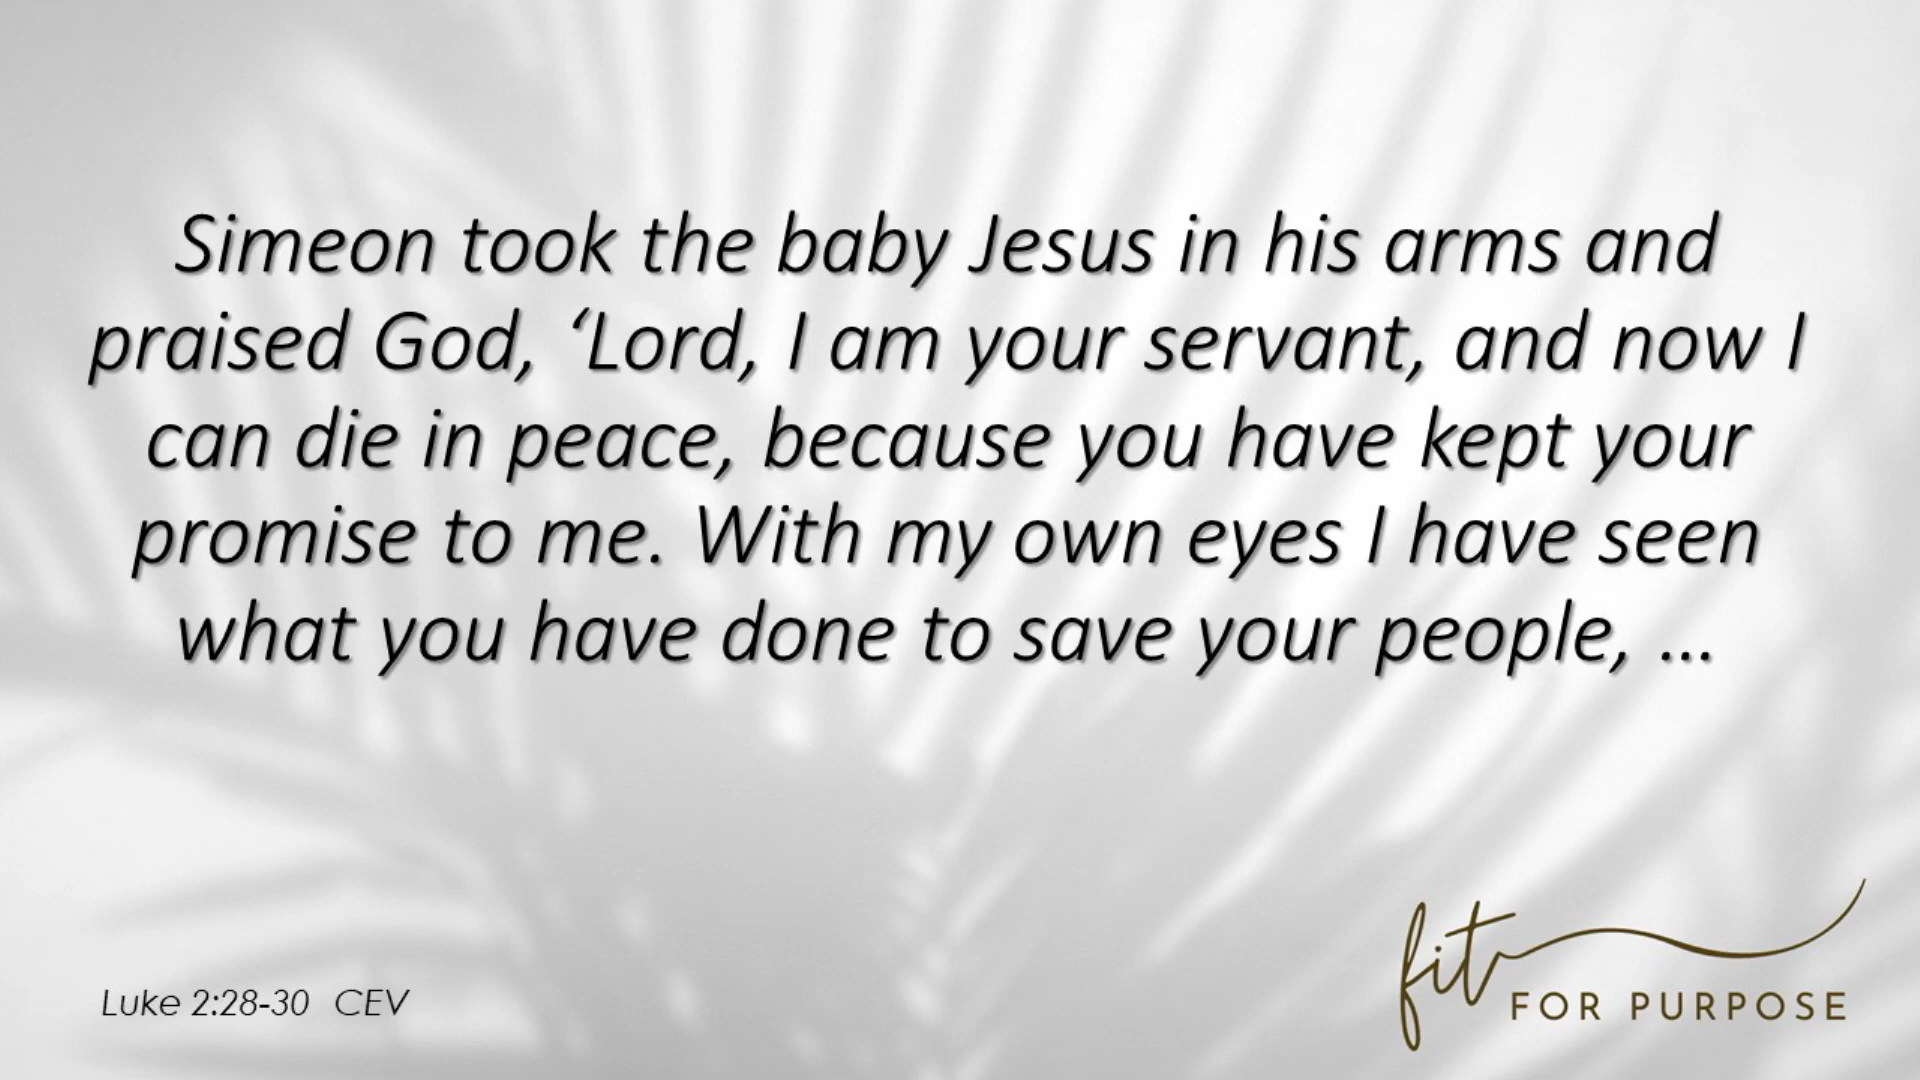 Simeon took the baby Jesus in his arms and
praised God, ‘Lord, I am your servant, and now I
can die in peace, because you have kept your
promise to me. With my own eyes I have seen
what you have done to save your people, ...
Luke 2:28-30 CEV
fit
FOR PURPOSE